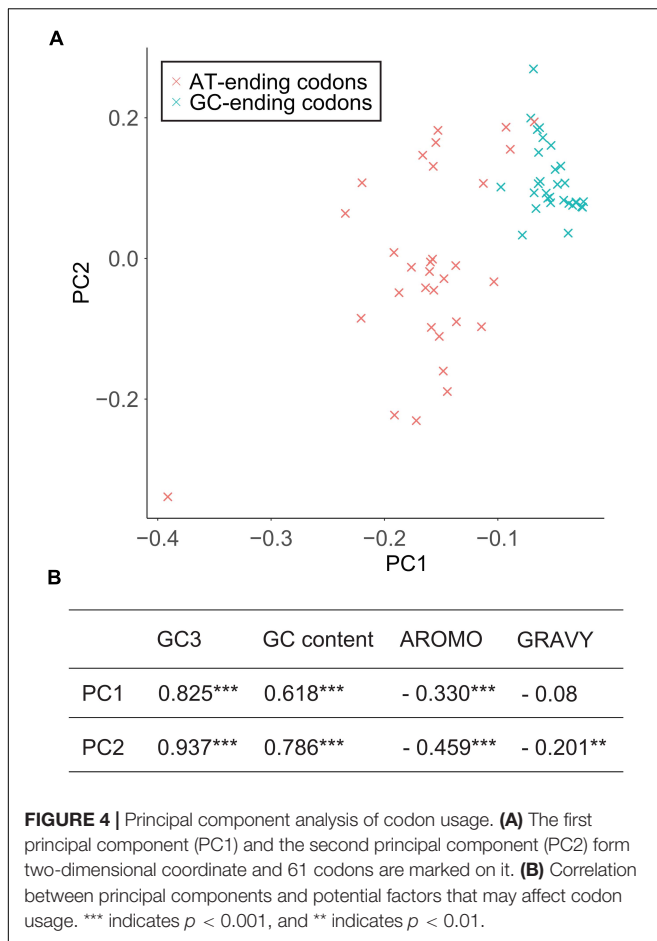 A
AT-ending codons
GC-ending codons
0.2
0.0
−0.2
PC2
−0.4
−0.3
−0.2
−0.1
PC1
B
GC3 GC content AROMO GRAVY
PC1 0.825*** 0.618*** - 0.330*** - 0.08
PC2 0.937*** 0.786*** - 0.459*** - 0.201**
FIGURE 4 | Principal component analysis of codon usage. (A) The first
principal component (PC1) and the second principal component (PC2) form
two-dimensional coordinate and 61 codons are marked on it. (B) Correlation
between principal components and potential factors that may affect codon
usage. *** indicates p < 0.001, and ** indicates p < 0.01.